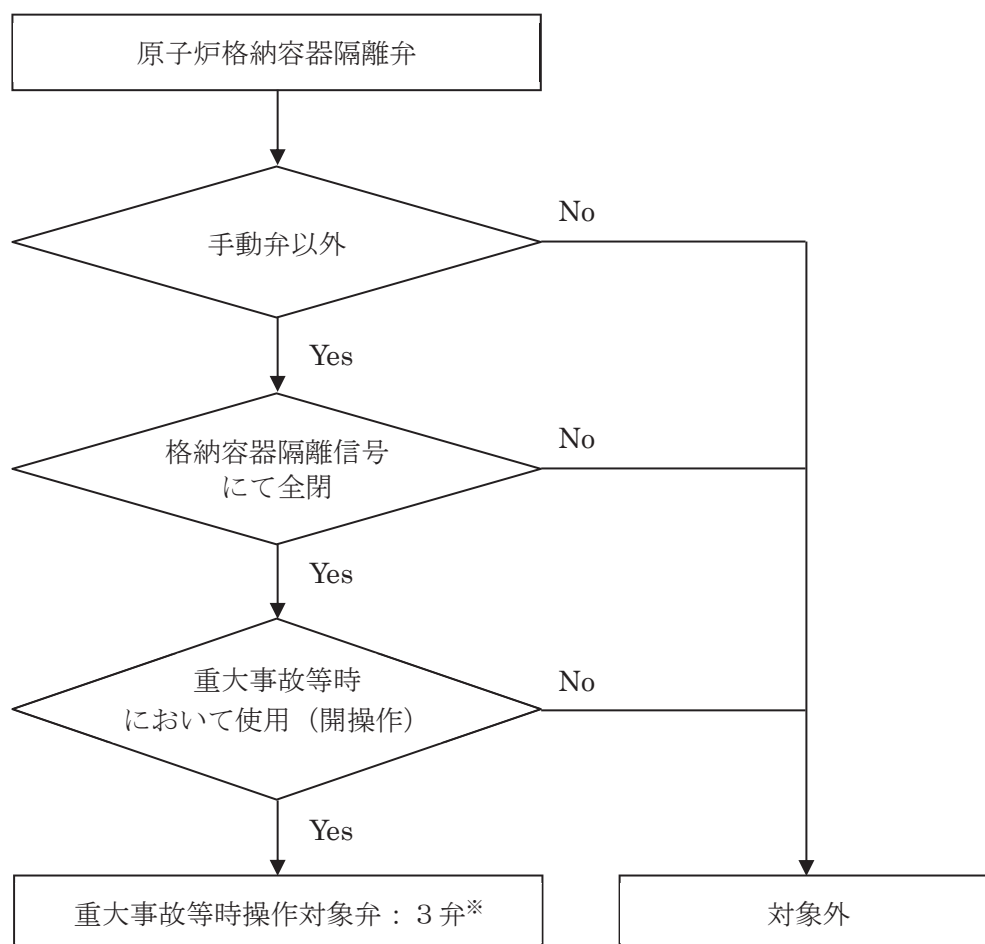 原子炉格納容器隔離弁
手動弁以外
No
Yes
格納容器隔離信号
にて全閉
No
Yes
重大事故等時
において使用（開操作）
No
Yes
重大事故等時操作対象弁：３弁※
対象外